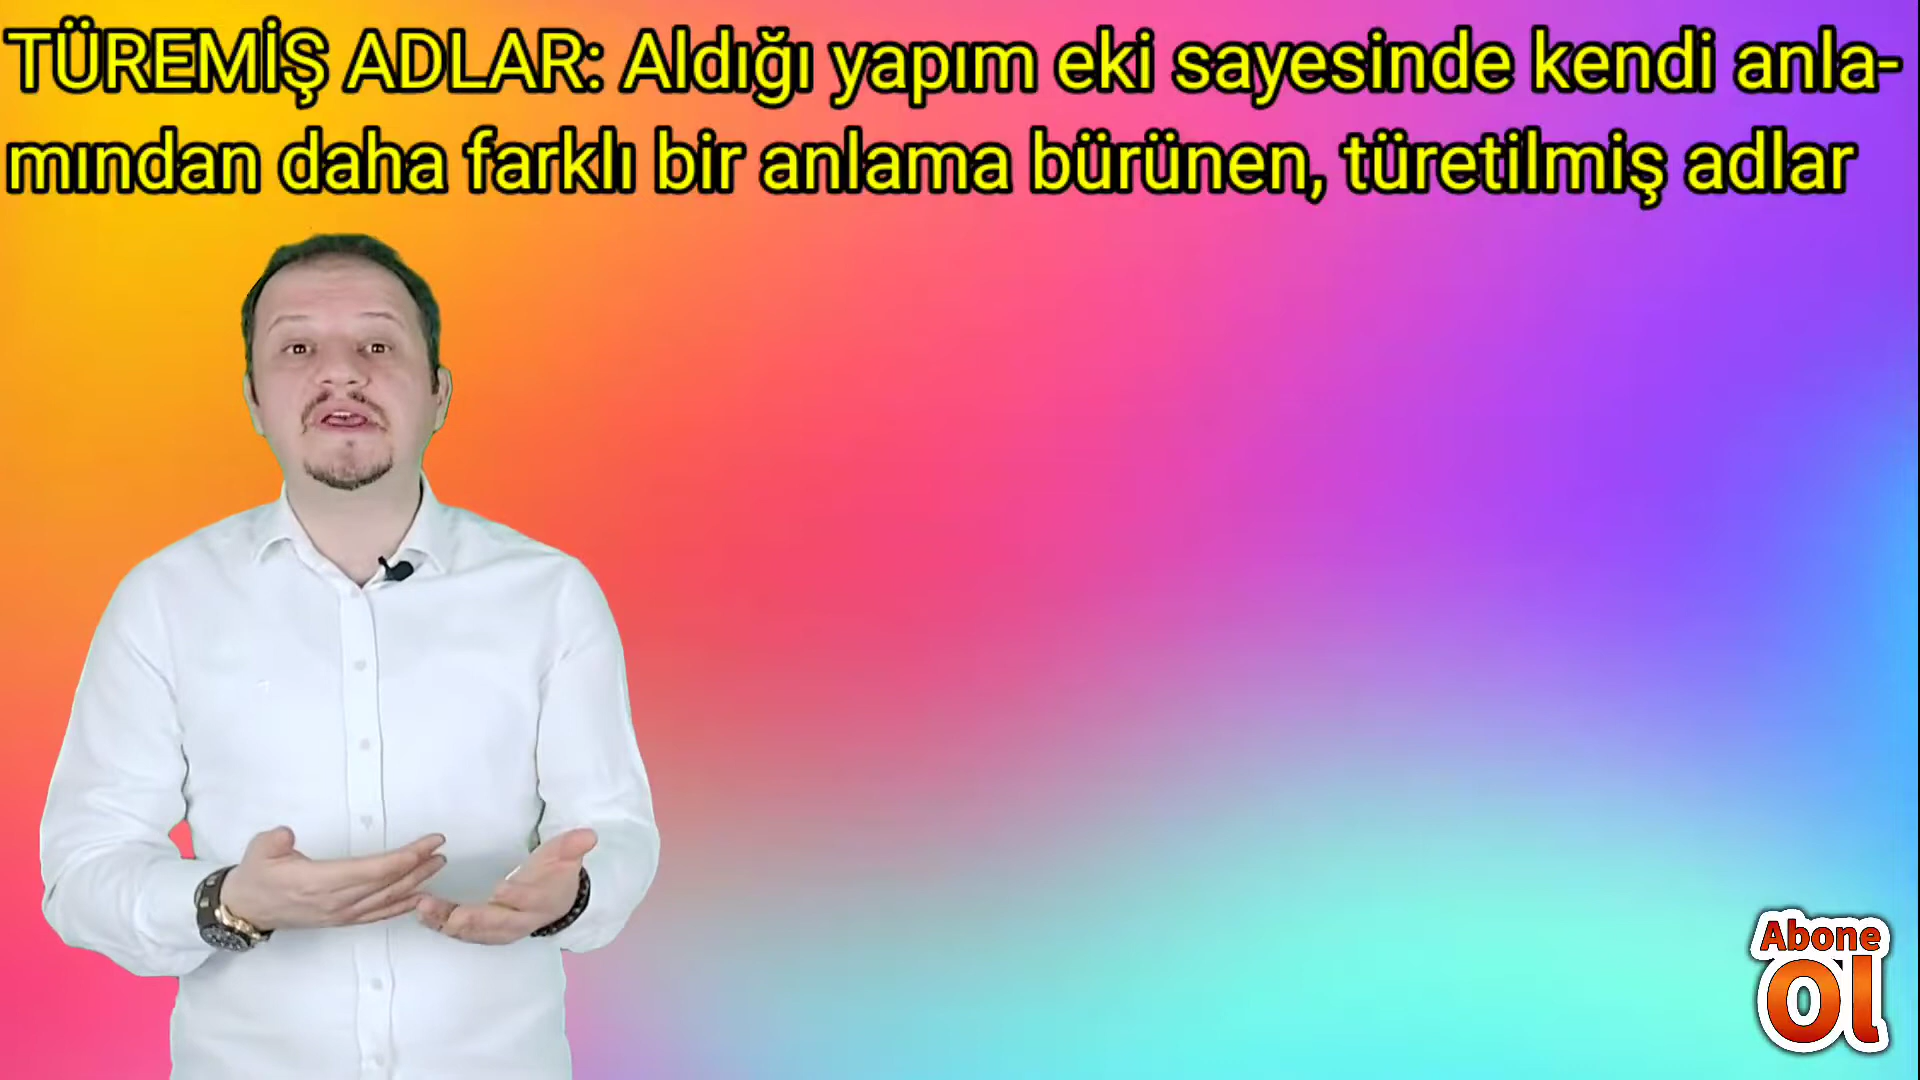 TÜREMİŞ ADLAR: Aldığı yapım eki sayesinde kendi anla-
mından daha farklı bir anlama bürünen, türetilmiş adlar
Abone
Ol